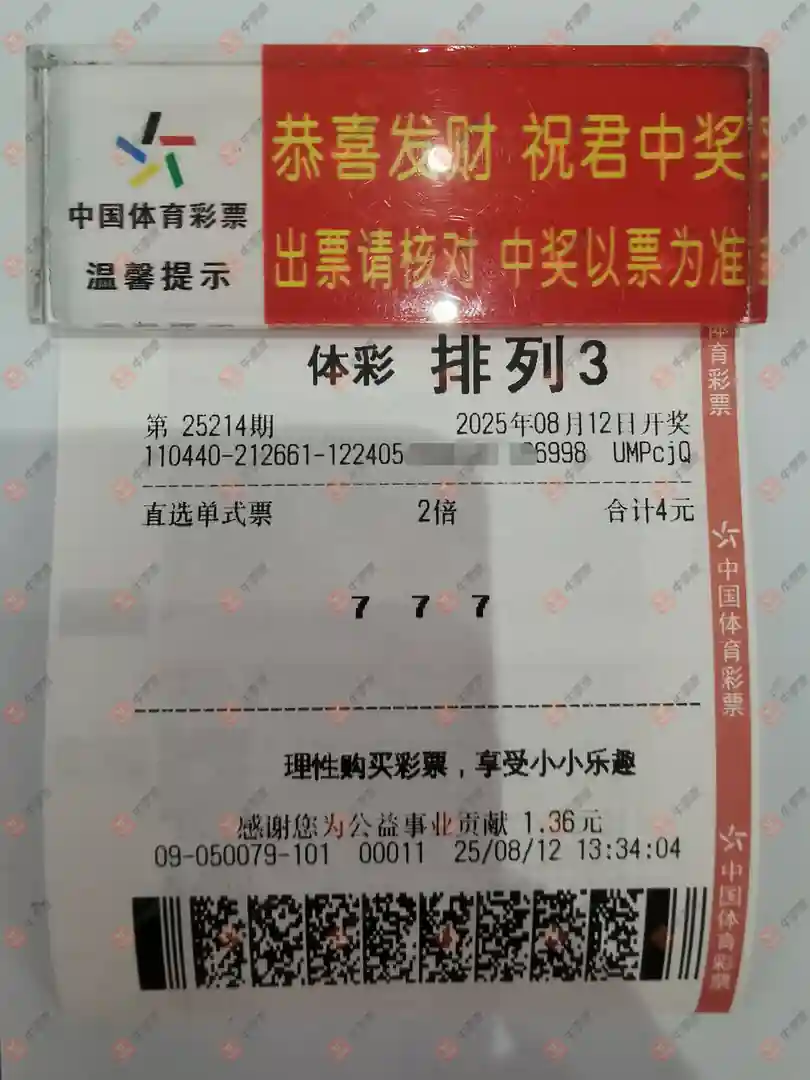 恭喜发财 祝君中奖
中国体育彩票
温馨提示
出票请核对 中奖以票为准
体彩 排列3
第 25214期 2025年08月12日开奖
110440-212661-122405 6998 UMPcjQ
直选单式票 2倍 合计4元
7 7 7
理性购买彩票，享受小小乐趣
感谢您为公益事业贡献 1.36元
09-050079-101 00011 25/08/12 13:34:04
体育彩票
中国体育彩票
中国体育彩票